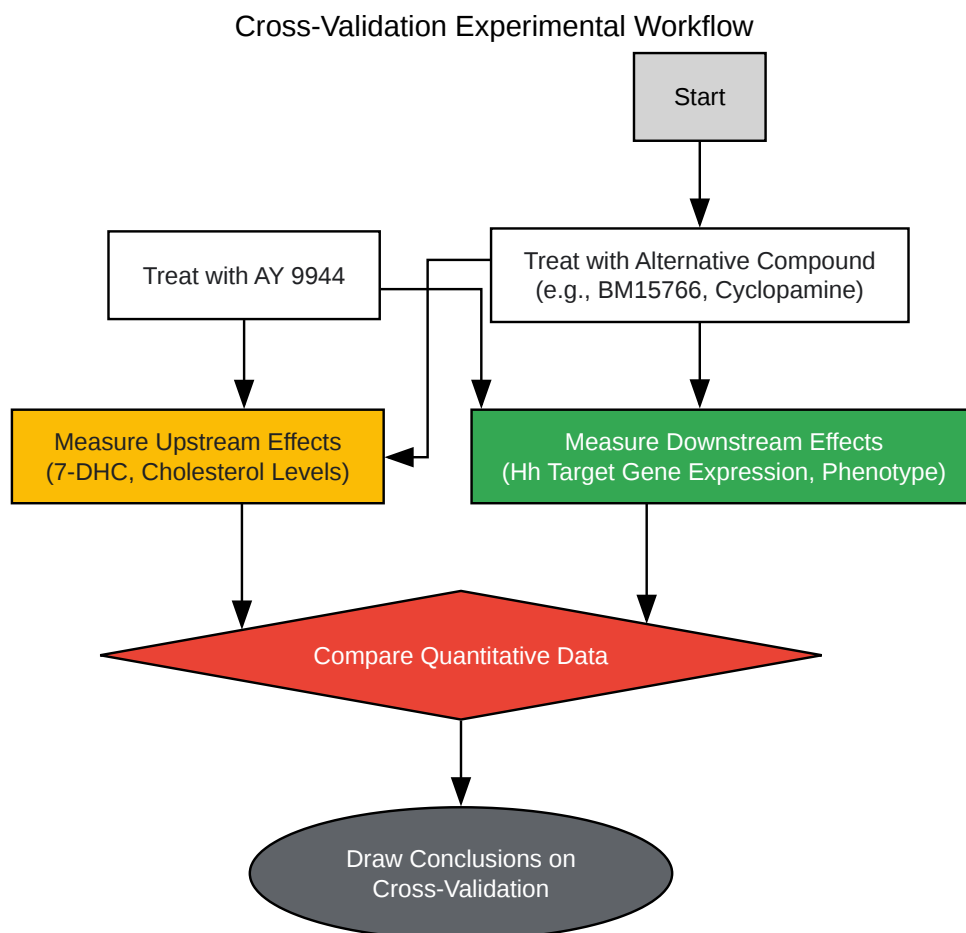 Cross-Validation Experimental Workflow
Start
Treat with AY 9944
Treat with Alternative Compound
(e.g., BM15766, Cyclopamine)
Measure Upstream Effects
(7-DHC, Cholesterol Levels)
Measure Downstream Effects
(Hh Target Gene Expression, Phenotype)
Compare Quantitative Data
Draw Conclusions on
Cross-Validation